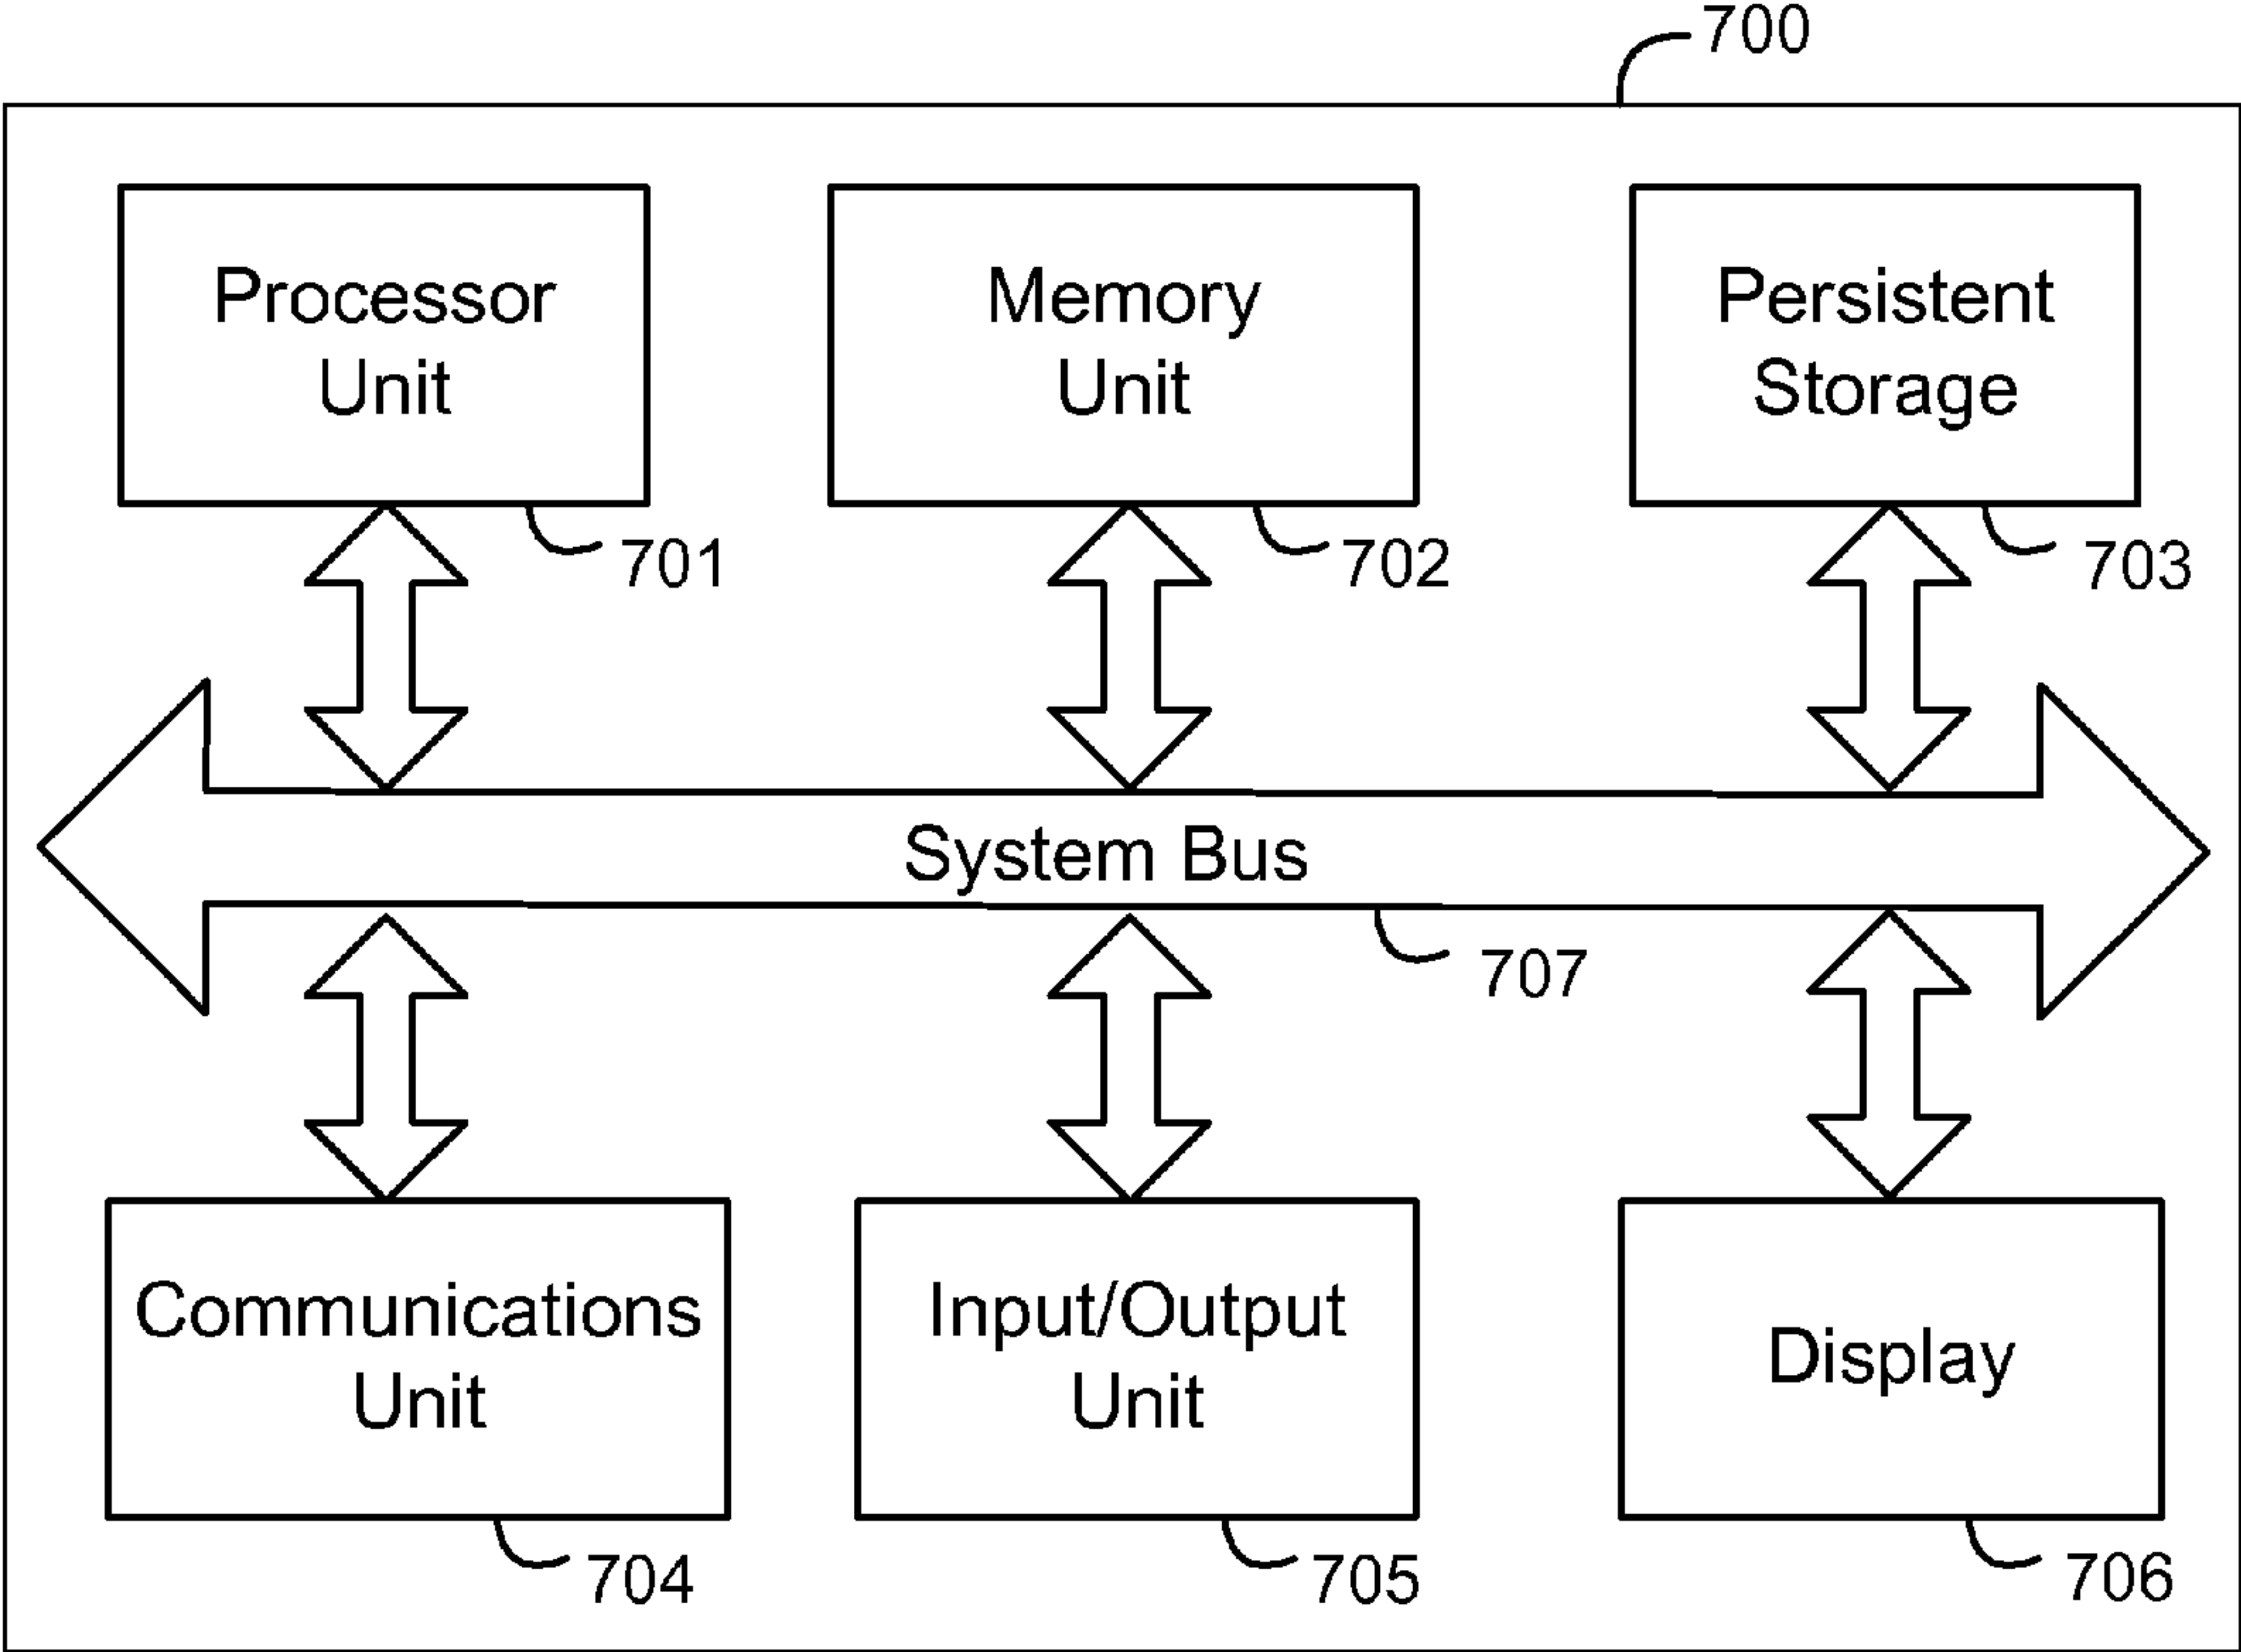 700
Processor
Unit
701
Memory
Unit
702
Persistent
Storage
703
System Bus
707
Communications
Unit
704
Input/Output
Unit
705
Display
706